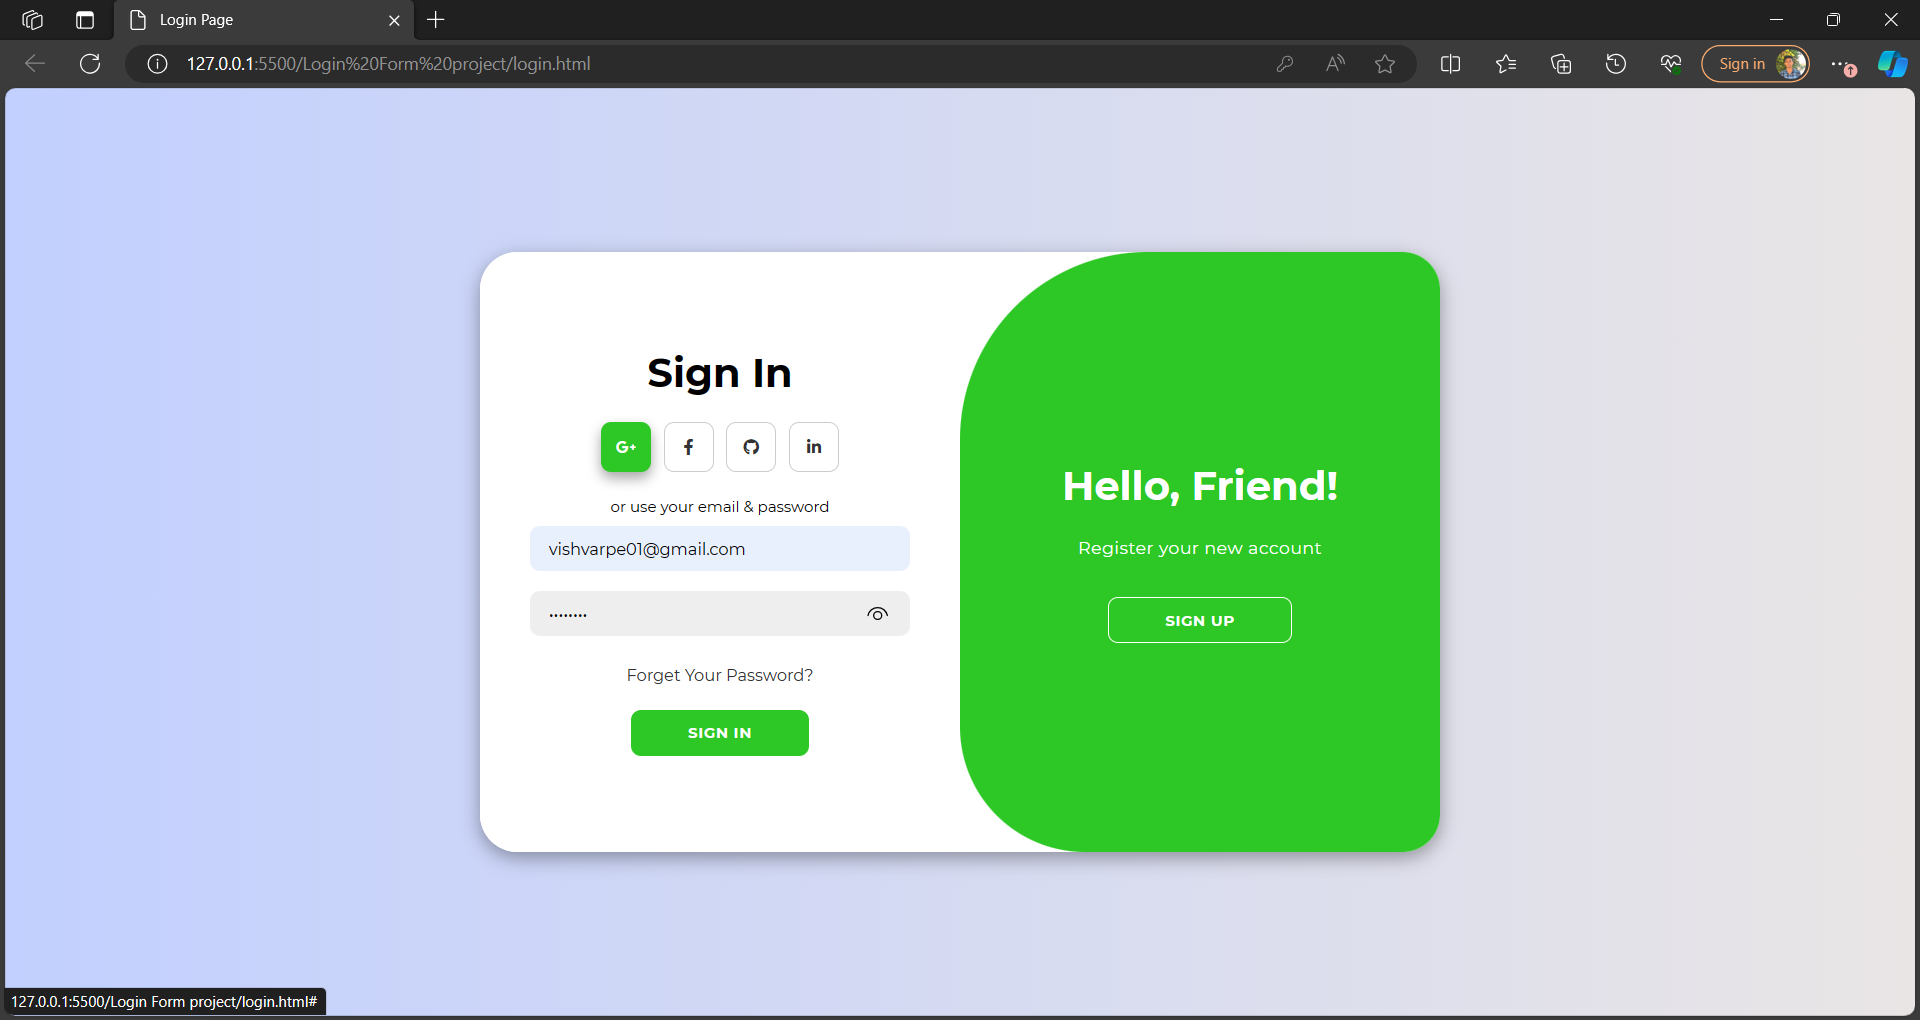 Login Page
127.0.0.1:5500/Login%20Form%20project/login.html
Sign in
Sign In
G+
f
in
or use your email & password
vishvarpe01@gmail.com
••••••••
Forget Your Password?
SIGN IN
Hello, Friend!
Register your new account
SIGN UP
127.0.0.1:5500/Login Form project/login.html#